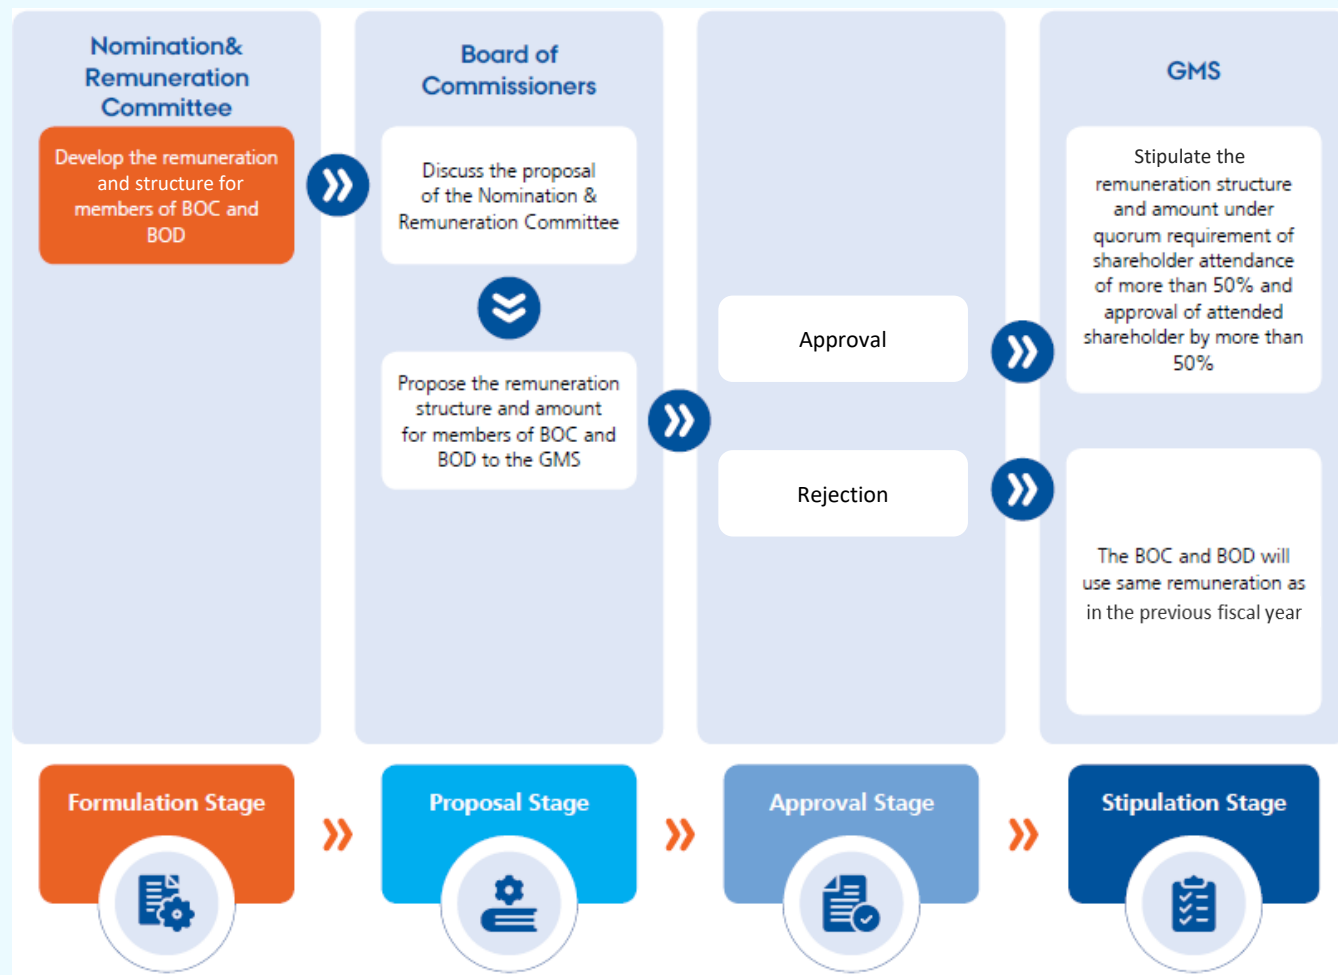 Nomination&
Remuneration
Committee
Develop the remuneration
and structure for
members of BOC and
BOD
Board of
Commissioners
Discuss the proposal
of the Nomination &
Remuneration Committee
Propose the remuneration
structure and amount
for members of BOC and
BOD to the GMS
Approval
Rejection
GMS
Stipulate the
remuneration structure
and amount under
quorum requirement of
shareholder attendance
of more than 50% and
approval of attended
shareholder by more than
50%
The BOC and BOD will
use same remuneration as
in the previous fiscal year
Formulation Stage
Proposal Stage
Approval Stage
Stipulation Stage